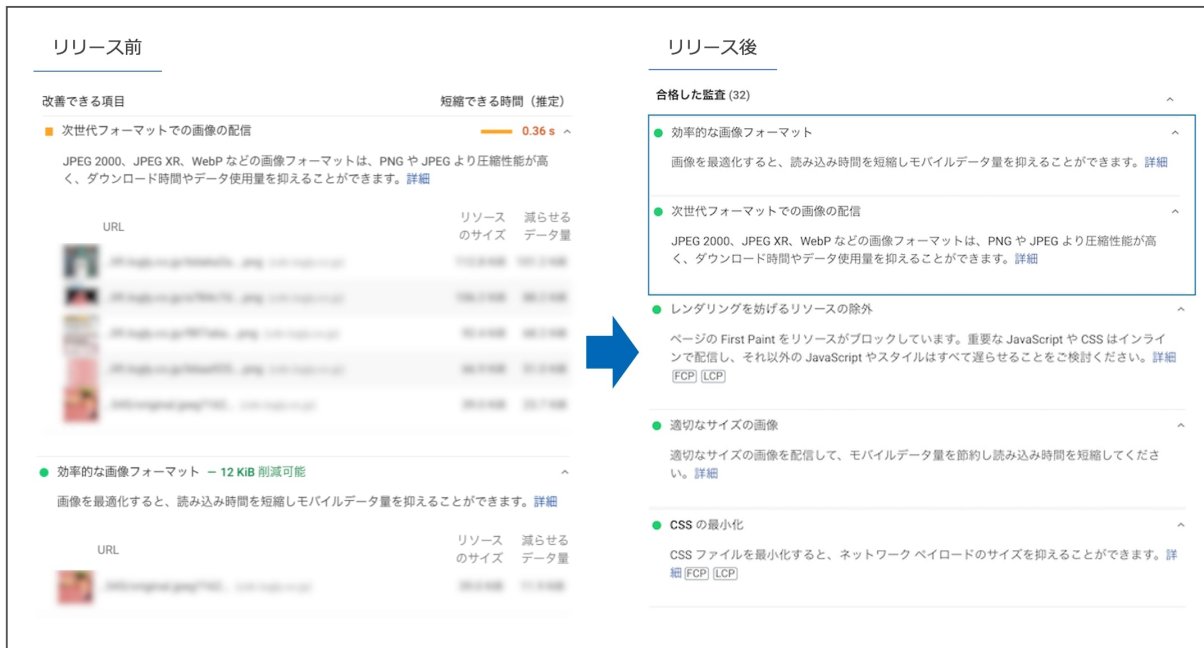 リリース前
改善できる項目
短縮できる時間（推定）
次世代フォーマットでの画像の配信
0.36 s
JPEG 2000、JPEG XR、WebP などの画像フォーマットは、PNG や JPEG より圧縮性能が高
く、ダウンロード時間やデータ使用量を抑えることができます。詳細
URL
リソース
のサイズ
減らせる
データ量
効率的な画像フォーマット － 12 KiB 削減可能
画像を最適化すると、読み込み時間を短縮しモバイルデータ量を抑えることができます。詳細
URL
リソース
のサイズ
減らせる
データ量
リリース後
合格した監査 (32)
効率的な画像フォーマット
画像を最適化すると、読み込み時間を短縮しモバイルデータ量を抑えることができます。詳細
次世代フォーマットでの画像の配信
JPEG 2000、JPEG XR、WebP などの画像フォーマットは、PNG や JPEG より圧縮性能が高
く、ダウンロード時間やデータ使用量を抑えることができます。詳細
レンダリングを妨げるリソースの除外
ページの First Paint をリソースがブロックしています。重要な JavaScript や CSS はインライ
ンで配信し、それ以外の JavaScript やスタイルはすべて遅らせることをご検討ください。詳細
FCP LCP
適切なサイズの画像
適切なサイズの画像を配信して、モバイルデータ量を節約し読み込み時間を短縮してくださ
い。詳細
CSS の最小化
CSS ファイルを最小化すると、ネットワーク ペイロードのサイズを抑えることができます。詳
細 FCP LCP